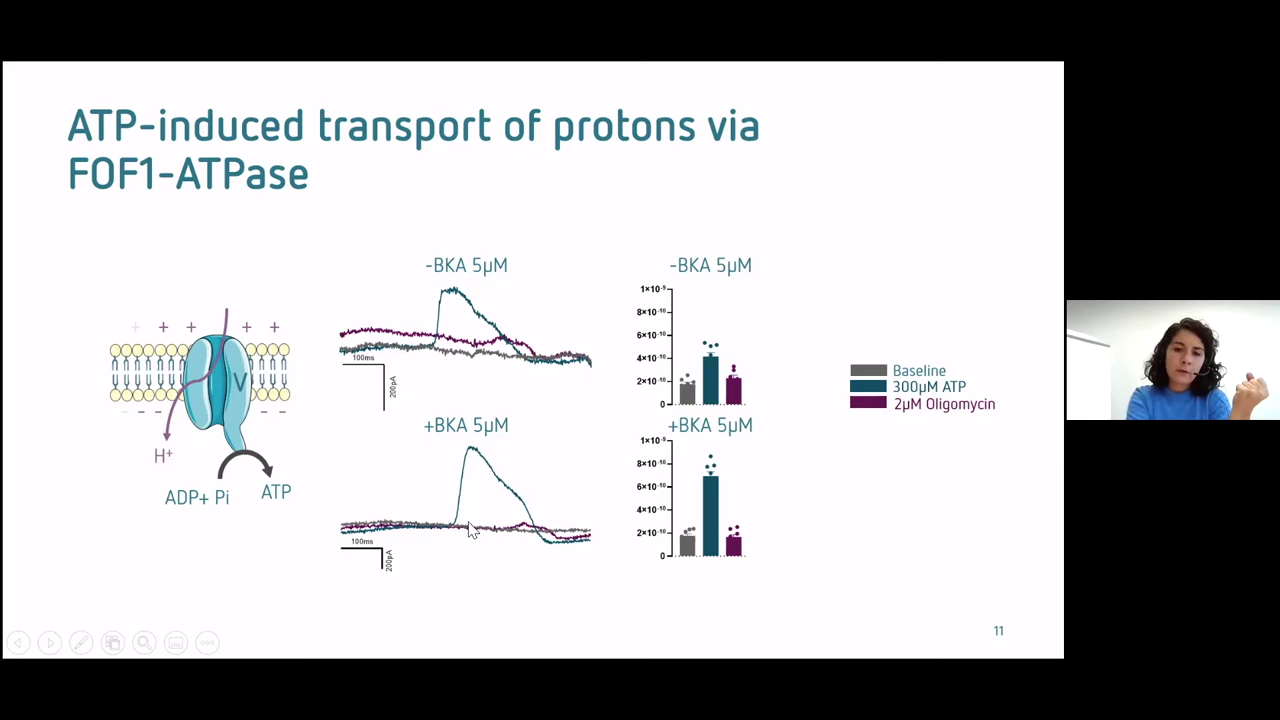 ATP-induced transport of protons via
FOF1-ATPase
-BKA 5µM
100ms
200pA
+BKA 5µM
100ms
200pA
-BKA 5µM
1×10⁻⁹
8×10⁻¹⁰
6×10⁻¹⁰
4×10⁻¹⁰
2×10⁻¹⁰
0
+BKA 5µM
1×10⁻⁹
8×10⁻¹⁰
6×10⁻¹⁰
4×10⁻¹⁰
2×10⁻¹⁰
0
Baseline
300µM ATP
2µM Oligomycin
+ + + + +
V
- - - - -
H⁺
ADP+ Pi
ATP
11